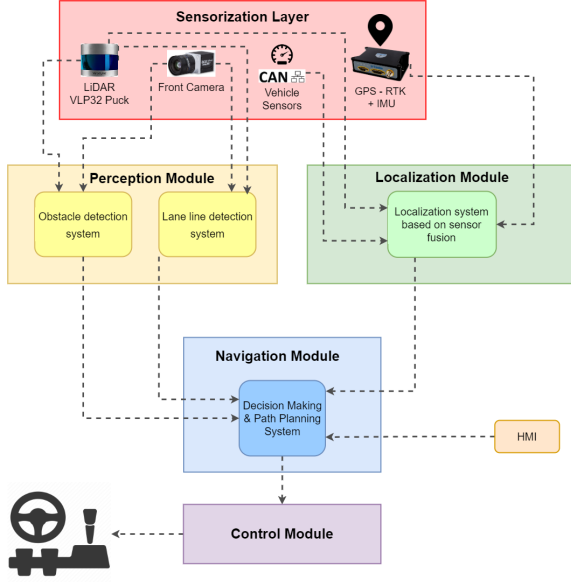 Sensorization Layer
LiDAR
VLP32 Puck
Front Camera
CAN
Vehicle
Sensors
GPS - RTK
+ IMU
Perception Module
Obstacle detection
system
Lane line detection
system
Localization Module
Localization system
based on sensor
fusion
Navigation Module
Decision Making
& Path Planning
System
HMI
Control Module